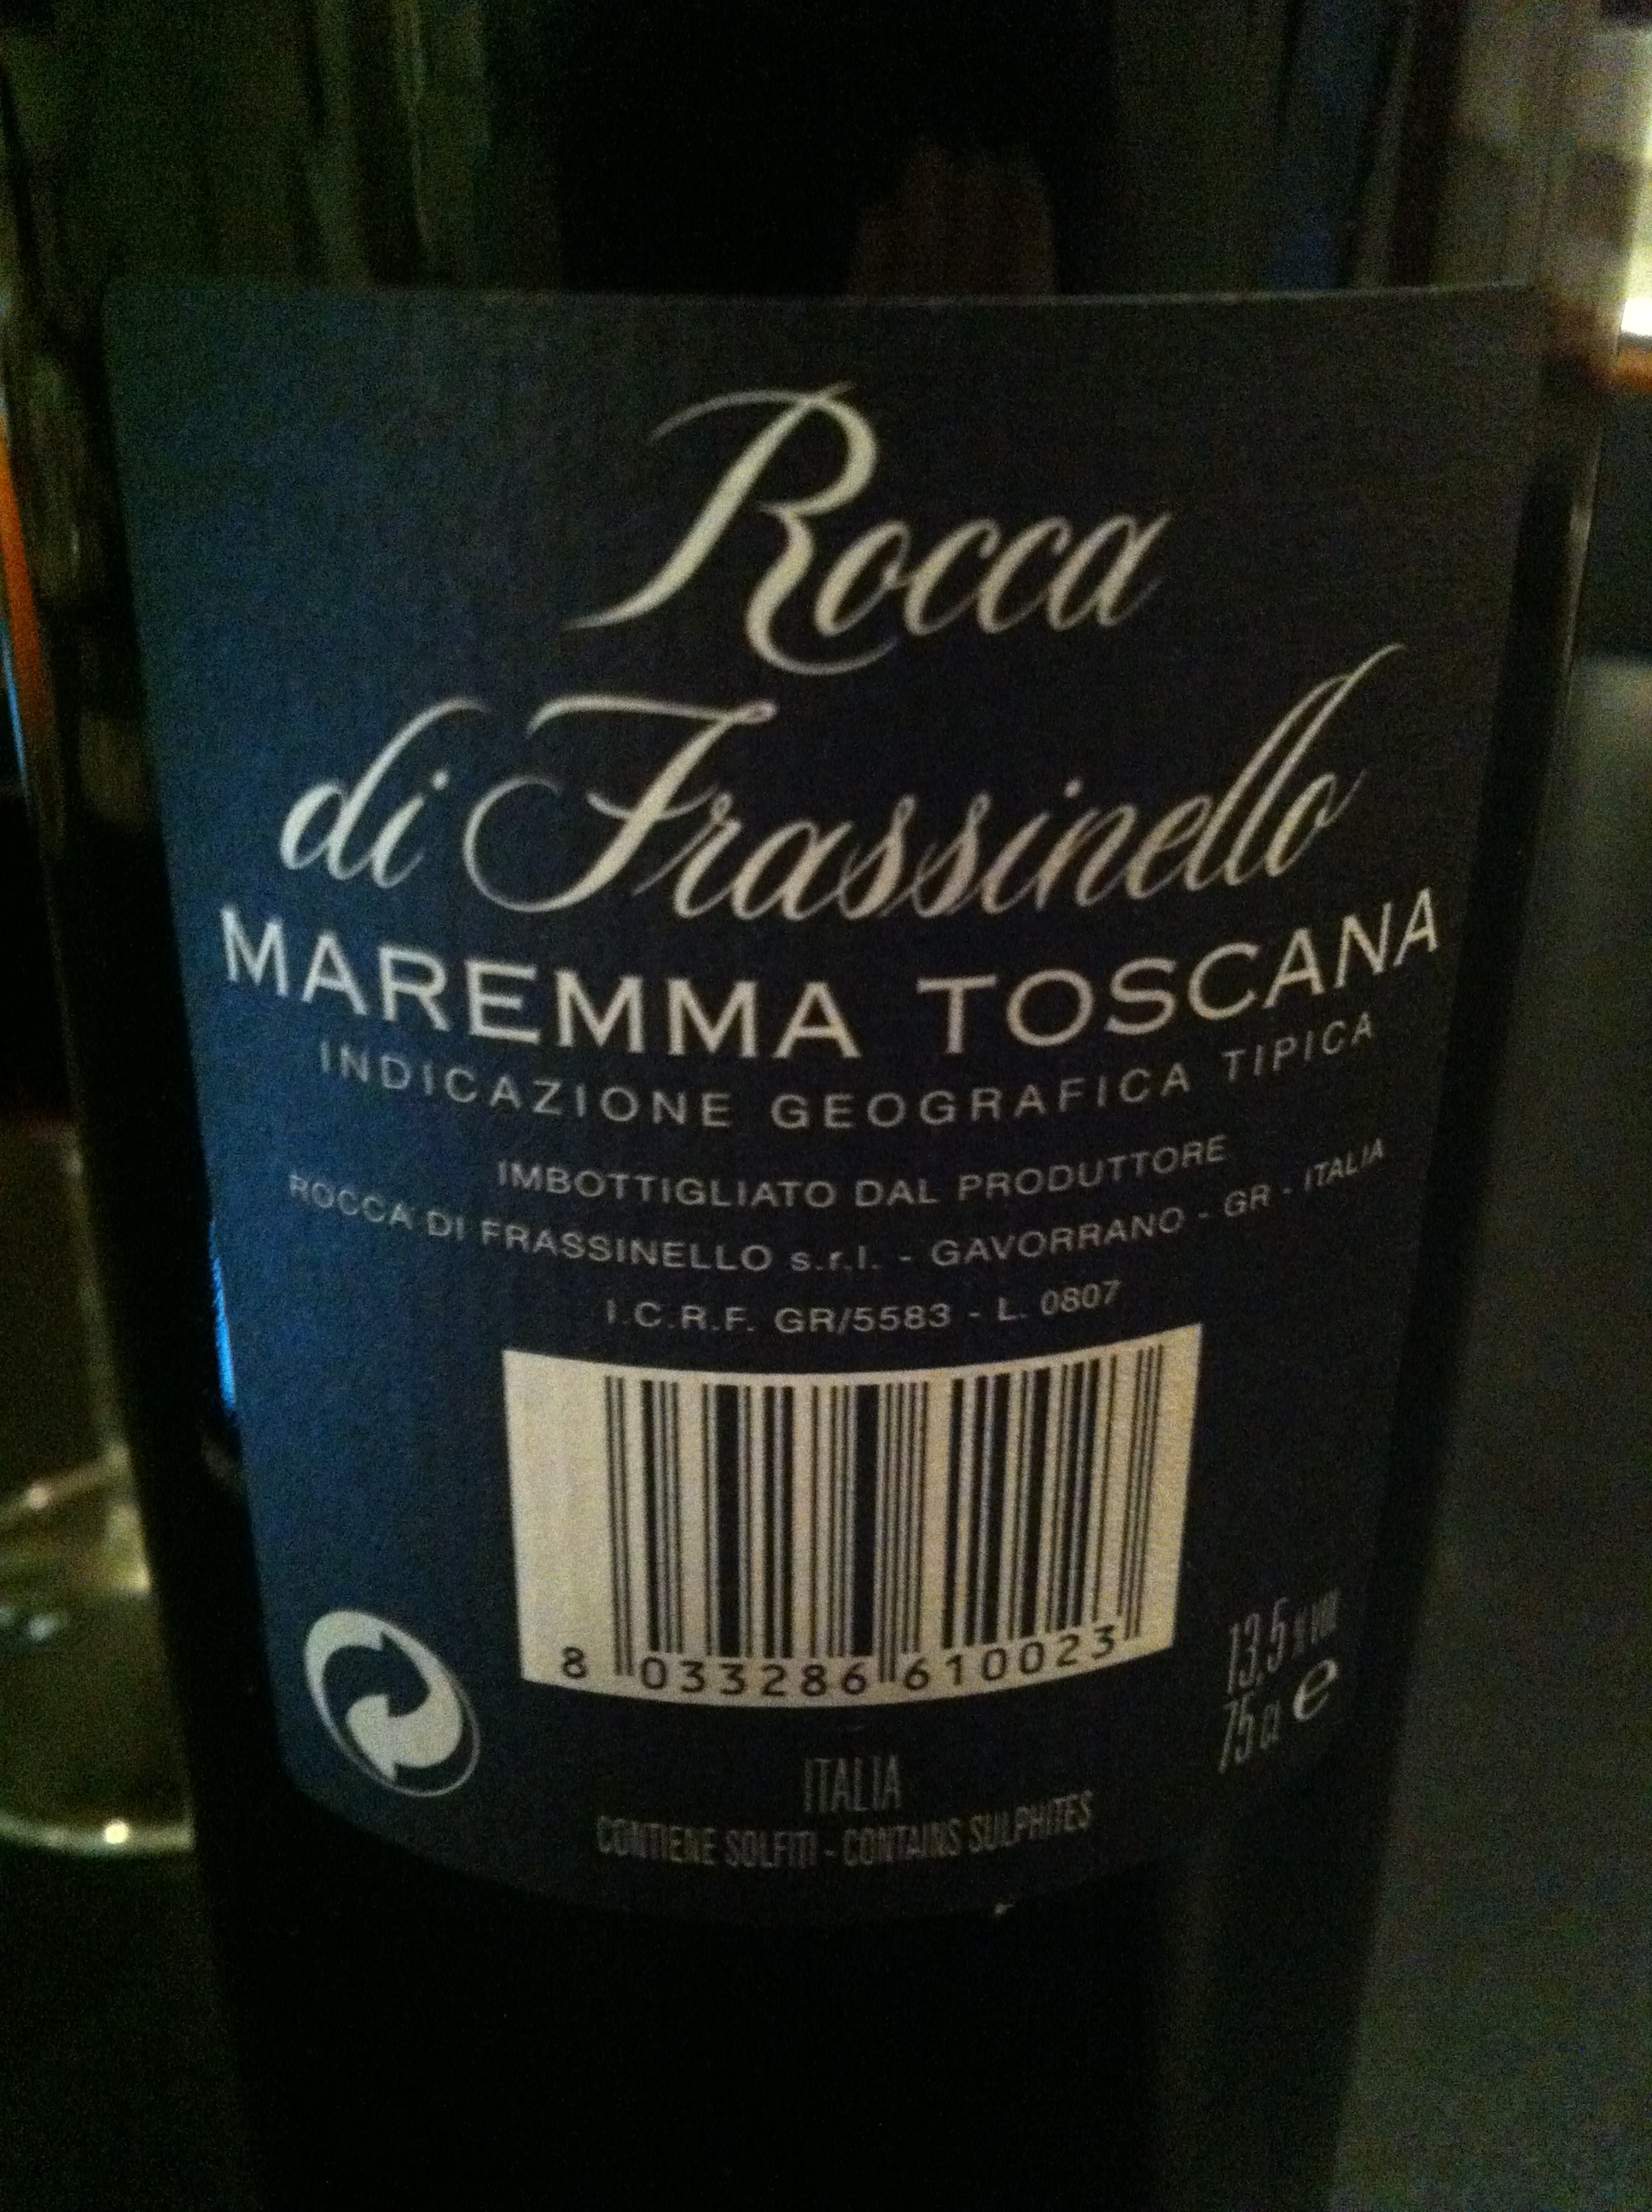 Rocca
di Frassinello
MAREMMA TOSCANA
INDICAZIONE GEOGRAFICA TIPICA
IMBOTTIGLIATO DAL PRODUTTORE
ROCCA DI FRASSINELLO s.r.l. - GAVORRANO - GR - ITALIA
I.C.R.F. GR/5583 - L. 0807
8 033286 610023
13,5 % vol
75 cl e
ITALIA
CONTIENE SOLFITI - CONTAINS SULPHITES